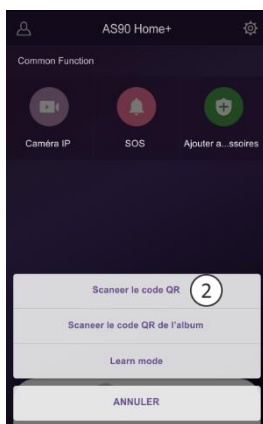 AS90 Home+
Common Function
Caméra IP
SOS
Ajouter a...ssoires
Scaneer le code QR
2
Scaneer le code QR de l'album
Learn mode
ANNULER